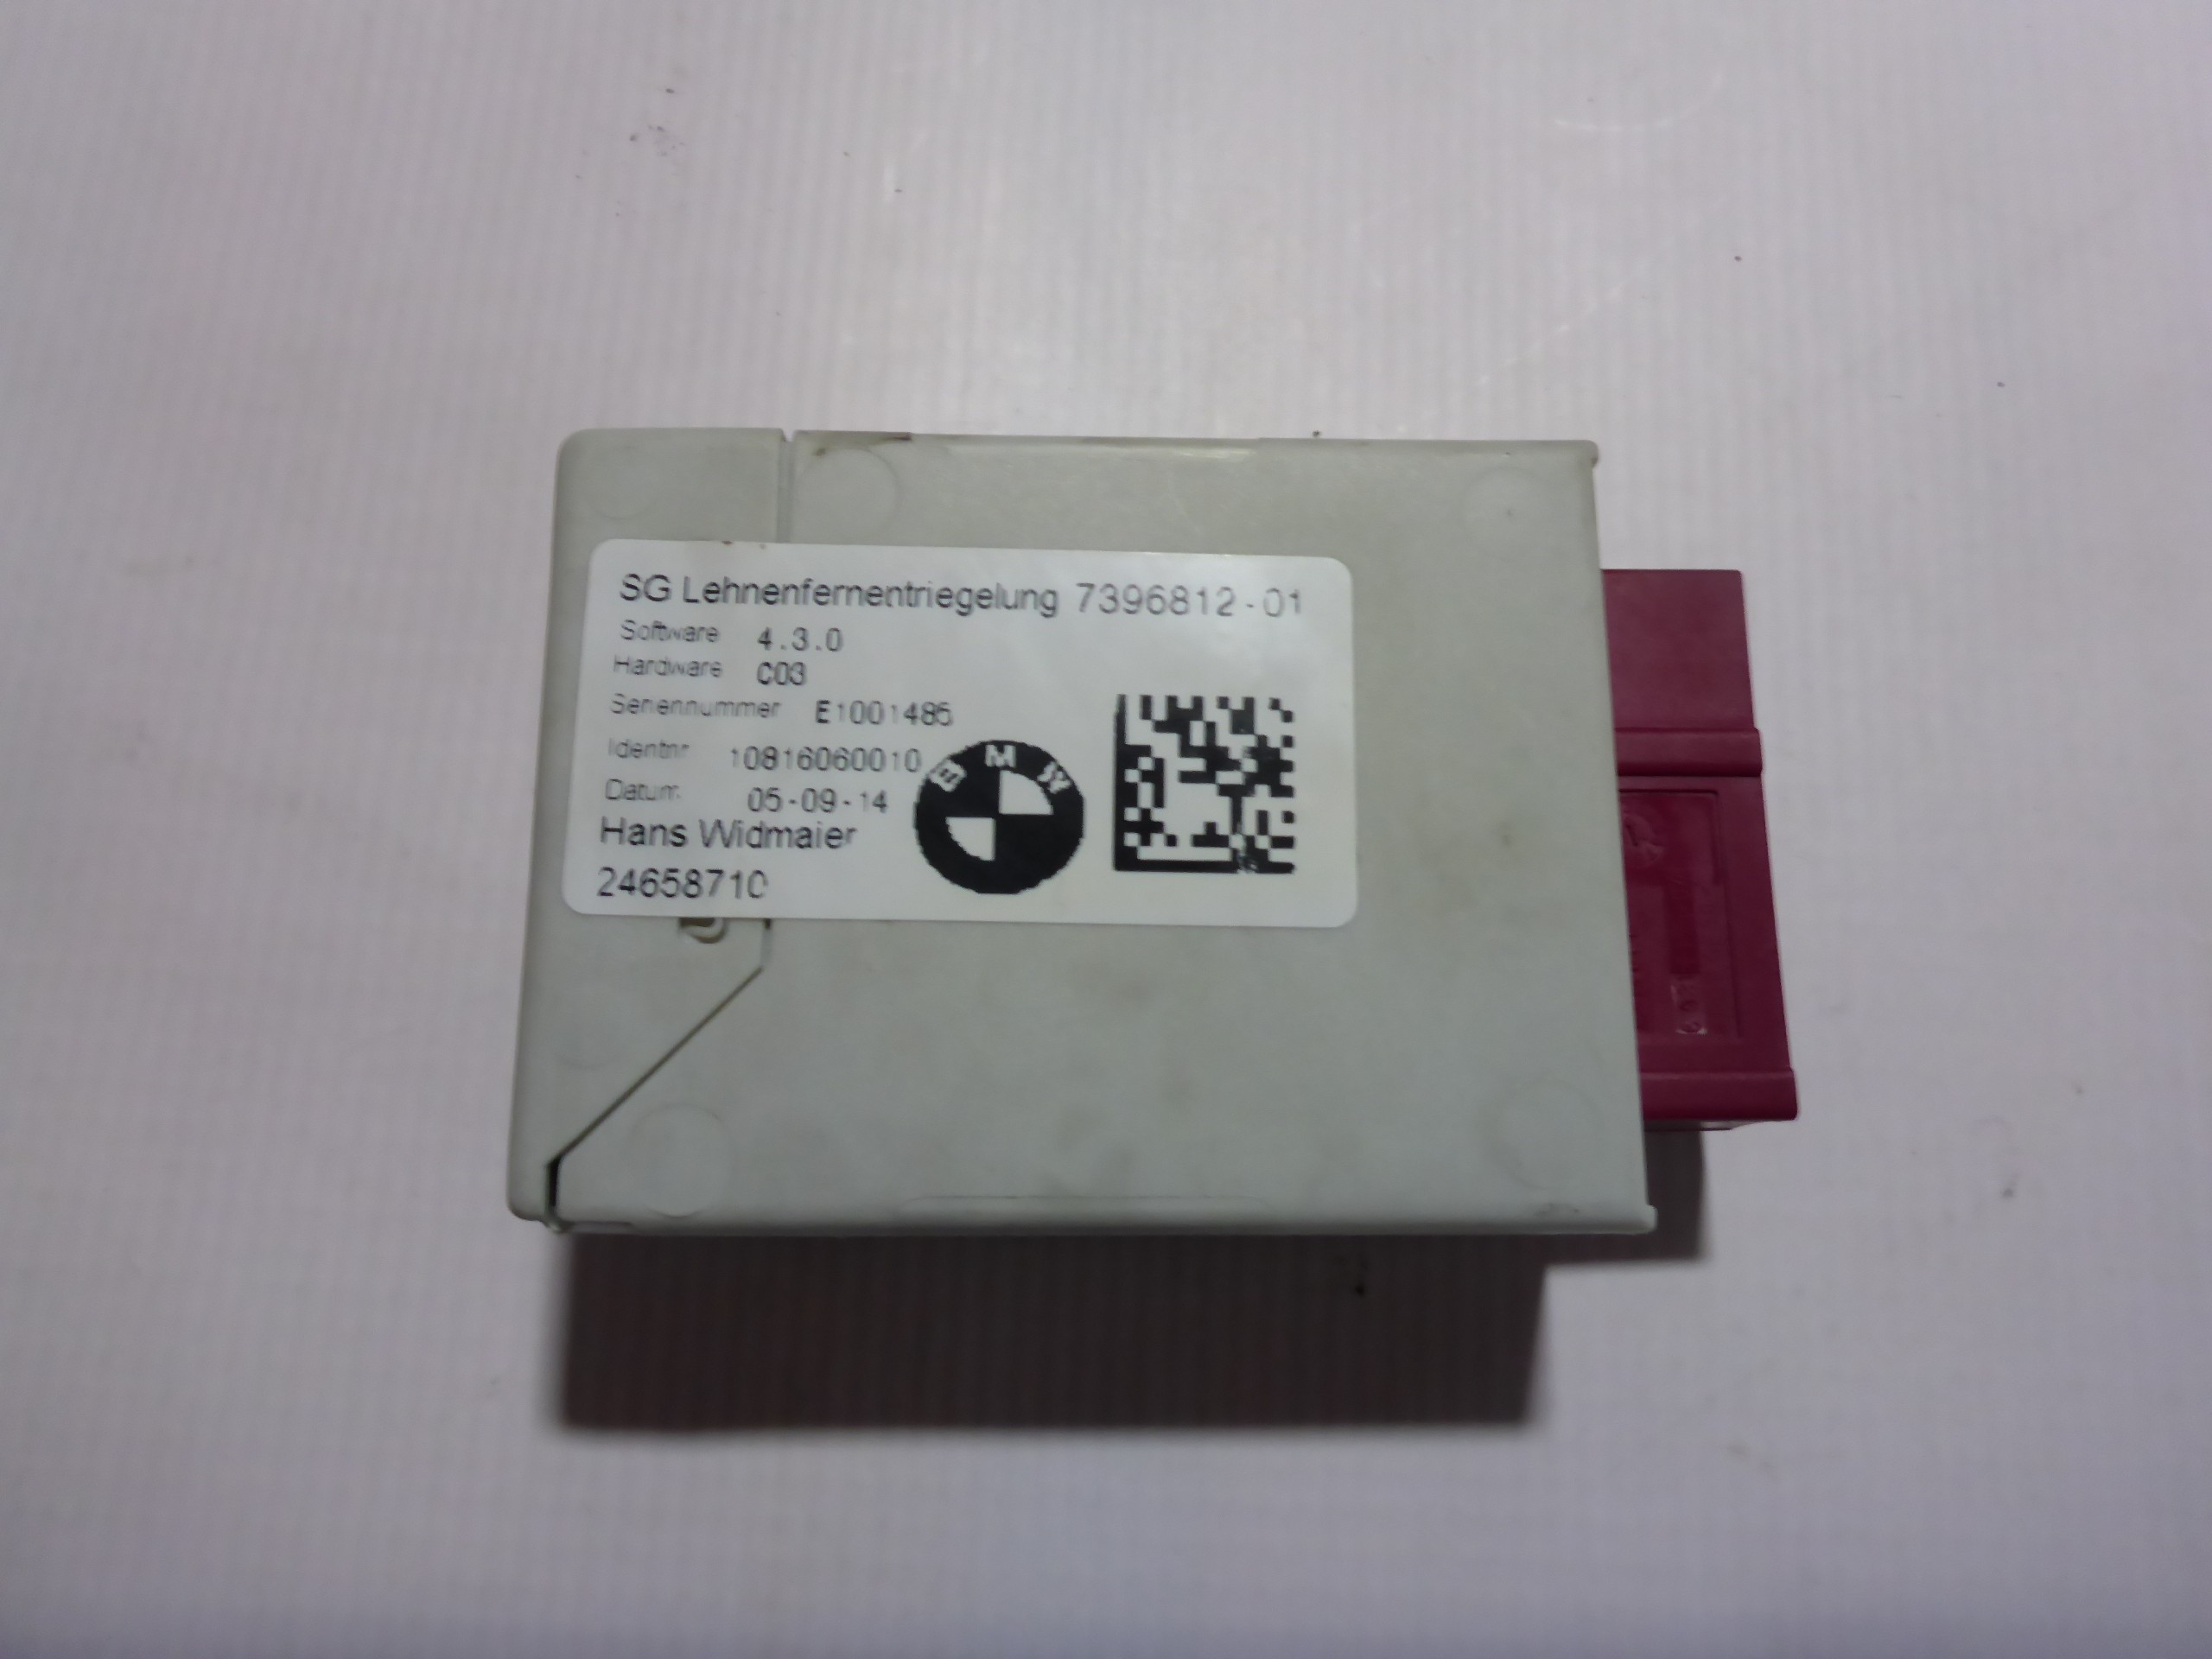 SG Lehnenfernentriegelung 7396812-01
Software 4.3.0
Hardware C03
Seriennummer E1001485
Identnr 10816060010
Datum 05-09-14
Hans Widmaier
24658710
BMW